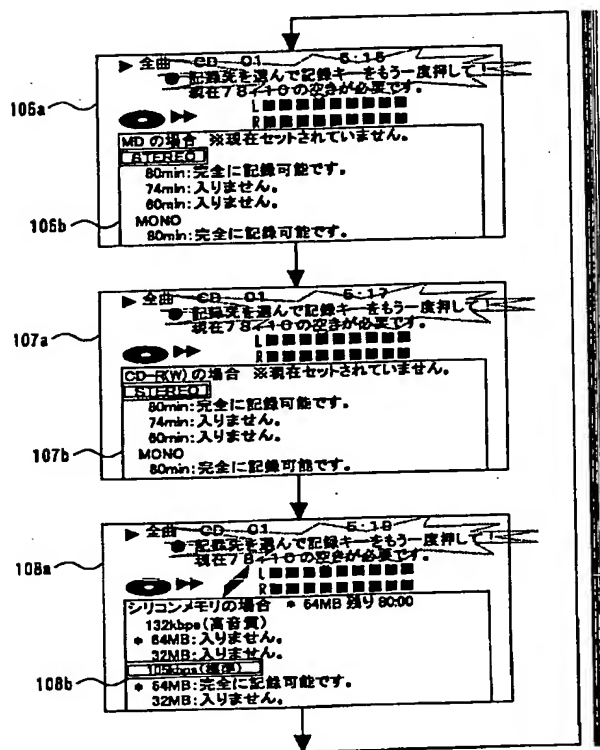 106a
▶ 全曲 CD 01 5:15
● 記録先を選んで記録キーをもう一度押して!
現在78:10の空きが必要です。
L
R
MD の場合 ※現在セットされていません。
STEREO
80min:完全に記録可能です。
74min:入りません。
60min:入りません。
106b
MONO
80min:完全に記録可能です。
107a
▶ 全曲 CD 01 5:17
● 記録先を選んで記録キーをもう一度押して!
現在78:10の空きが必要です。
L
R
CD-R(W) の場合 ※現在セットされていません。
STEREO
80min:完全に記録可能です。
74min:入りません。
60min:入りません。
107b
MONO
80min:完全に記録可能です。
108a
▶ 全曲 CD 01 5:19
● 記録先を選んで記録キーをもう一度押して!
現在78:10の空きが必要です。
L
R
シリコンメモリの場合 * 64MB 残り 80:00
132kbps(高音質)
* 64MB:入りません。
32MB:入りません。
108b
105kbps(標準)
* 64MB:完全に記録可能です。
32MB:入りません。